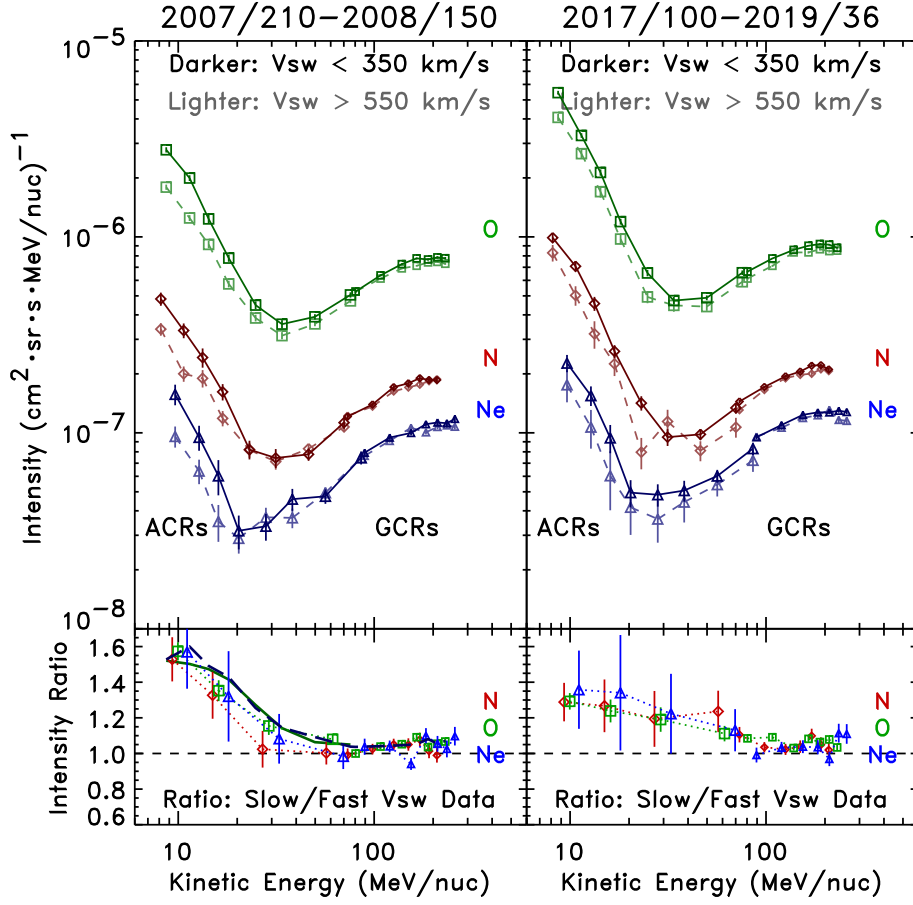 2007/210−2008/150
2017/100−2019/36
10−5
Darker: Vsw < 350 km/s
Lighter: Vsw > 550 km/s
Darker: Vsw < 350 km/s
Lighter: Vsw > 550 km/s
Intensity (cm2•sr•s•MeV/nuc)−1
10−6
O
O
N
N
Ne
Ne
10−7
ACRs
GCRs
ACRs
GCRs
10−8
Intensity Ratio
1.6
1.4
1.2
1.0
0.8
0.6
N
O
Ne
N
O
Ne
Ratio: Slow/Fast Vsw Data
Ratio: Slow/Fast Vsw Data
10
100
10
100
Kinetic Energy (MeV/nuc)
Kinetic Energy (MeV/nuc)